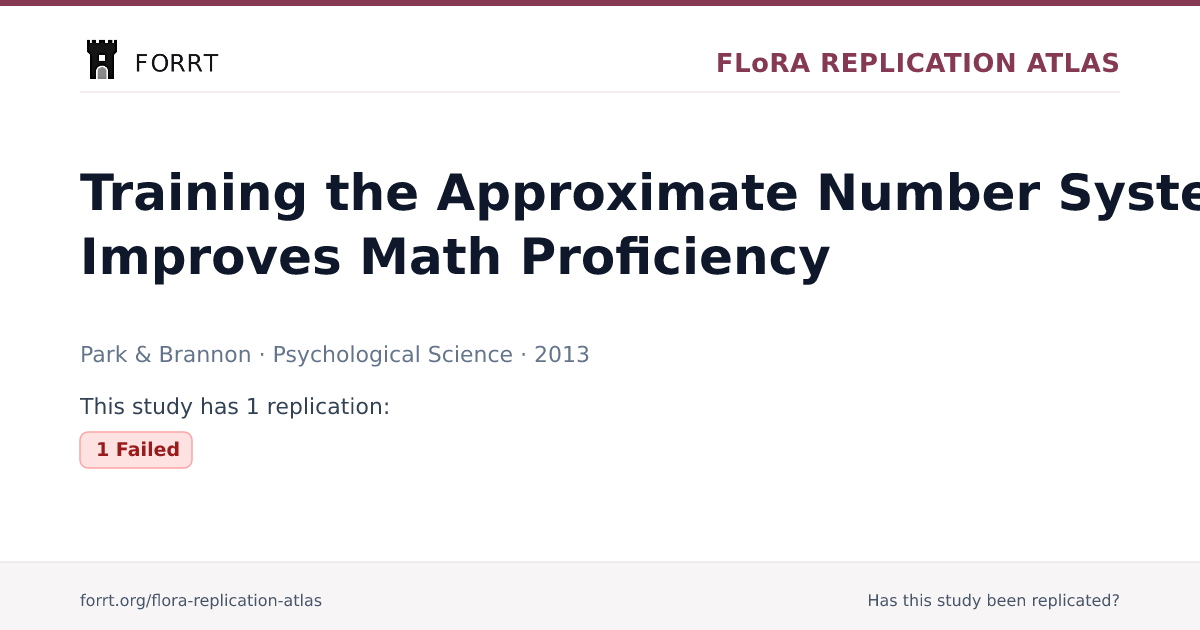 FORRT
FLoRA REPLICATION ATLAS
Training the Approximate Number Syste
Improves Math Proficiency
Park & Brannon · Psychological Science · 2013
This study has 1 replication:
1 Failed
forrt.org/flora-replication-atlas
Has this study been replicated?